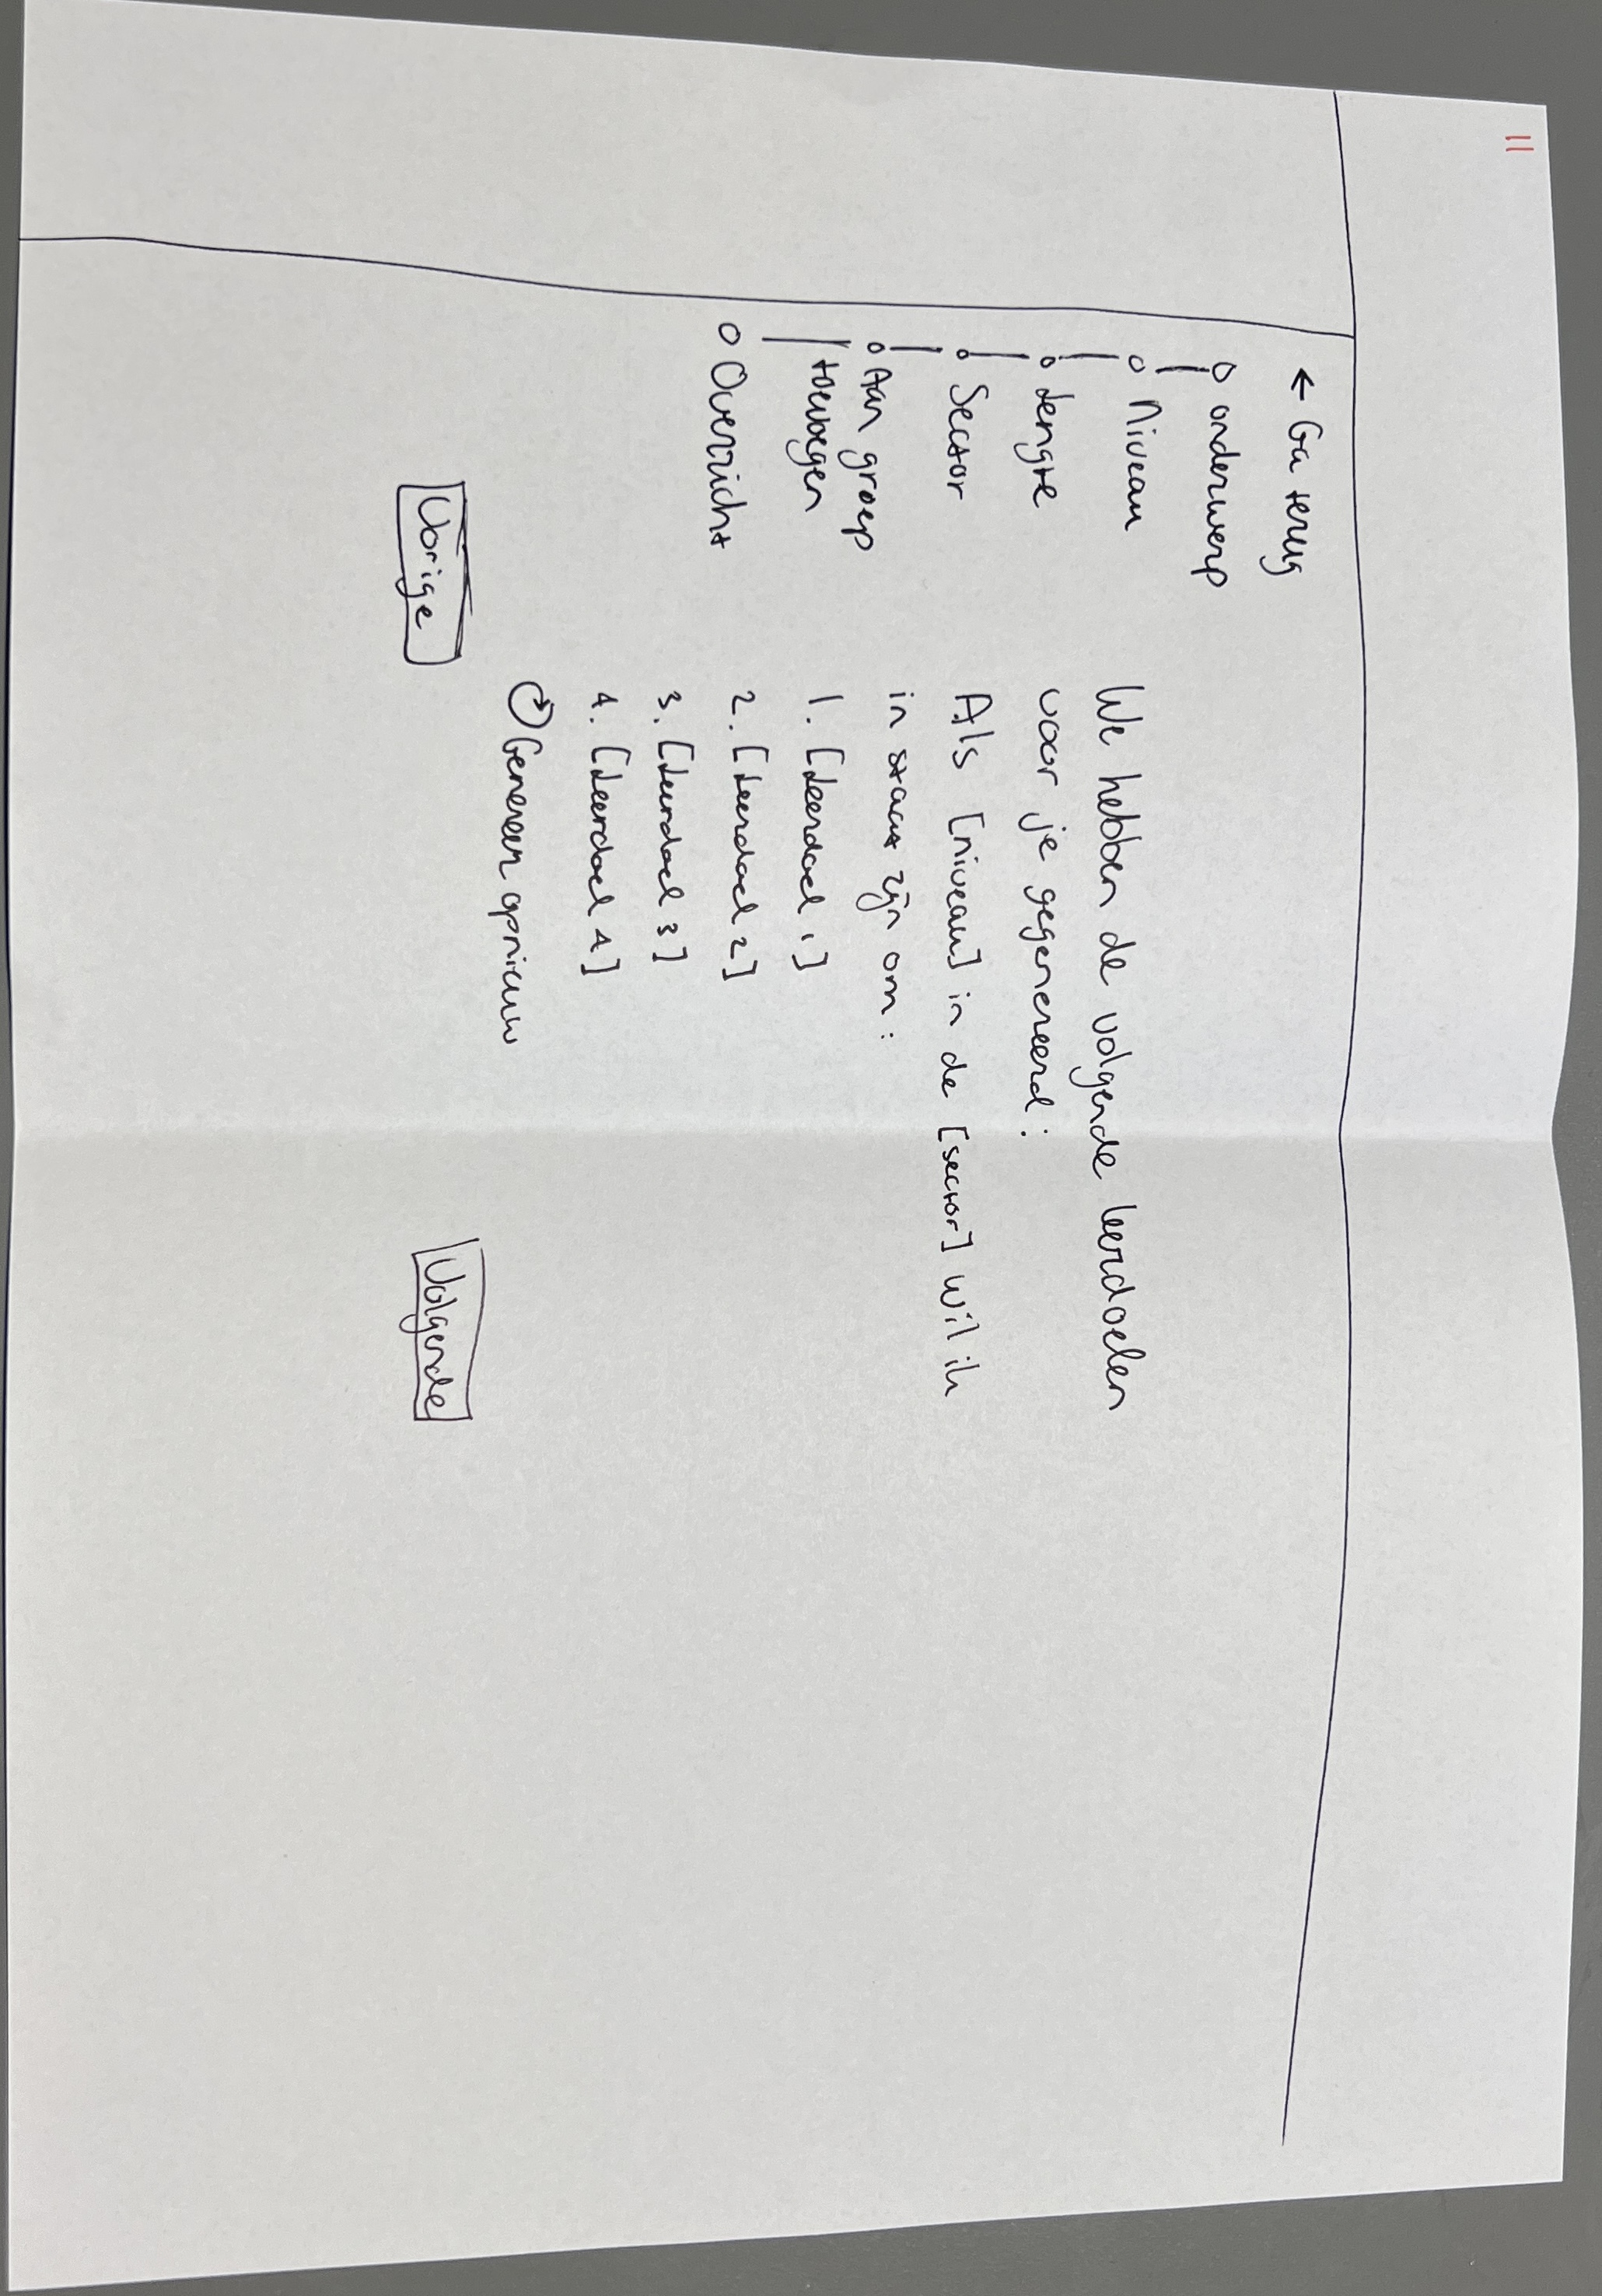 11
← Ga terug
onderwerp
Niveau
Lengte
Sector
Aan groep
toevoegen
Overzicht
We hebben de volgende leerdoelen
voor je gegenereerd:
Als [niveau] in de [sector] wil ik
in staat zijn om:
1. [Leerdoel 1]
2. [Leerdoel 2]
3. [Leerdoel 3]
4. [Leerdoel 4]
Genereer opnieuw
Vorige
Volgende